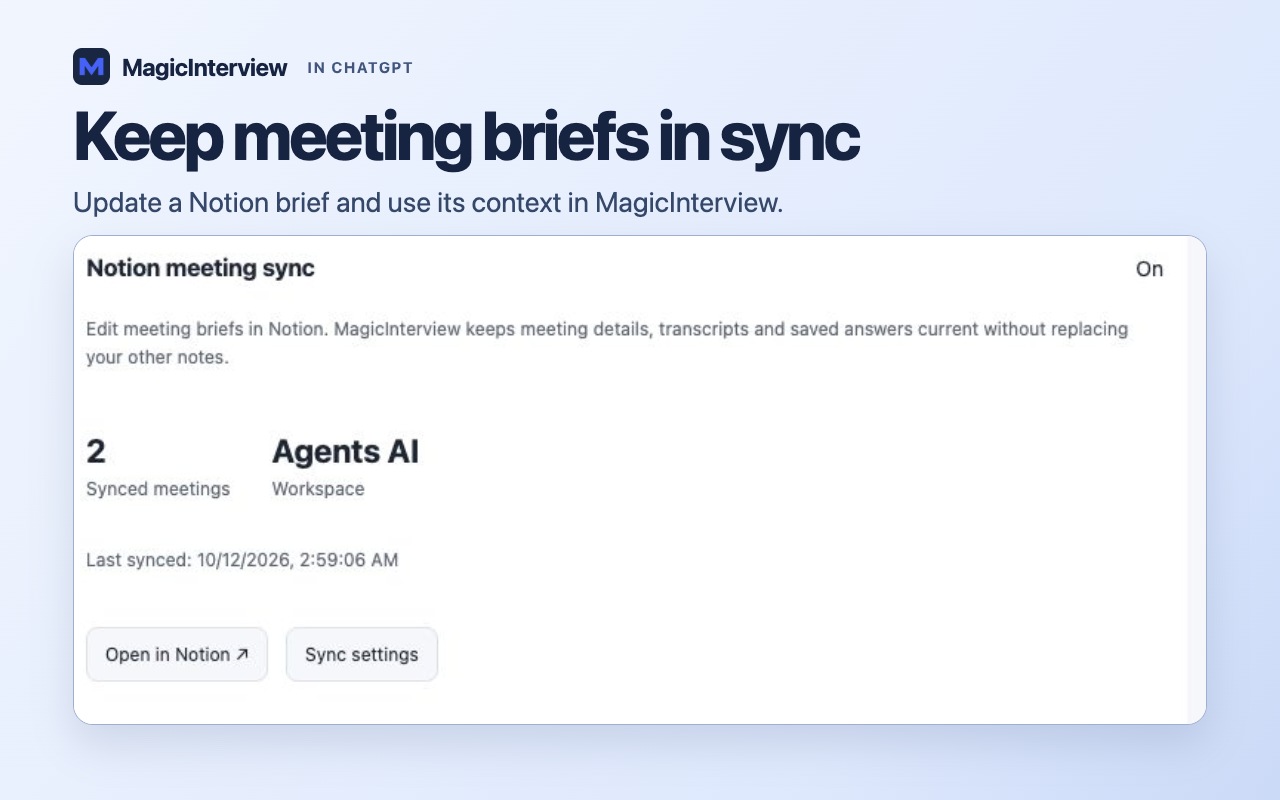 M MagicInterview IN CHATGPT
Keep meeting briefs in sync
Update a Notion brief and use its context in MagicInterview.
Notion meeting sync On
Edit meeting briefs in Notion. MagicInterview keeps meeting details, transcripts and saved answers current without replacing
your other notes.
2 Agents AI
Synced meetings Workspace
Last synced: 10/12/2026, 2:59:06 AM
Open in Notion ↗ Sync settings